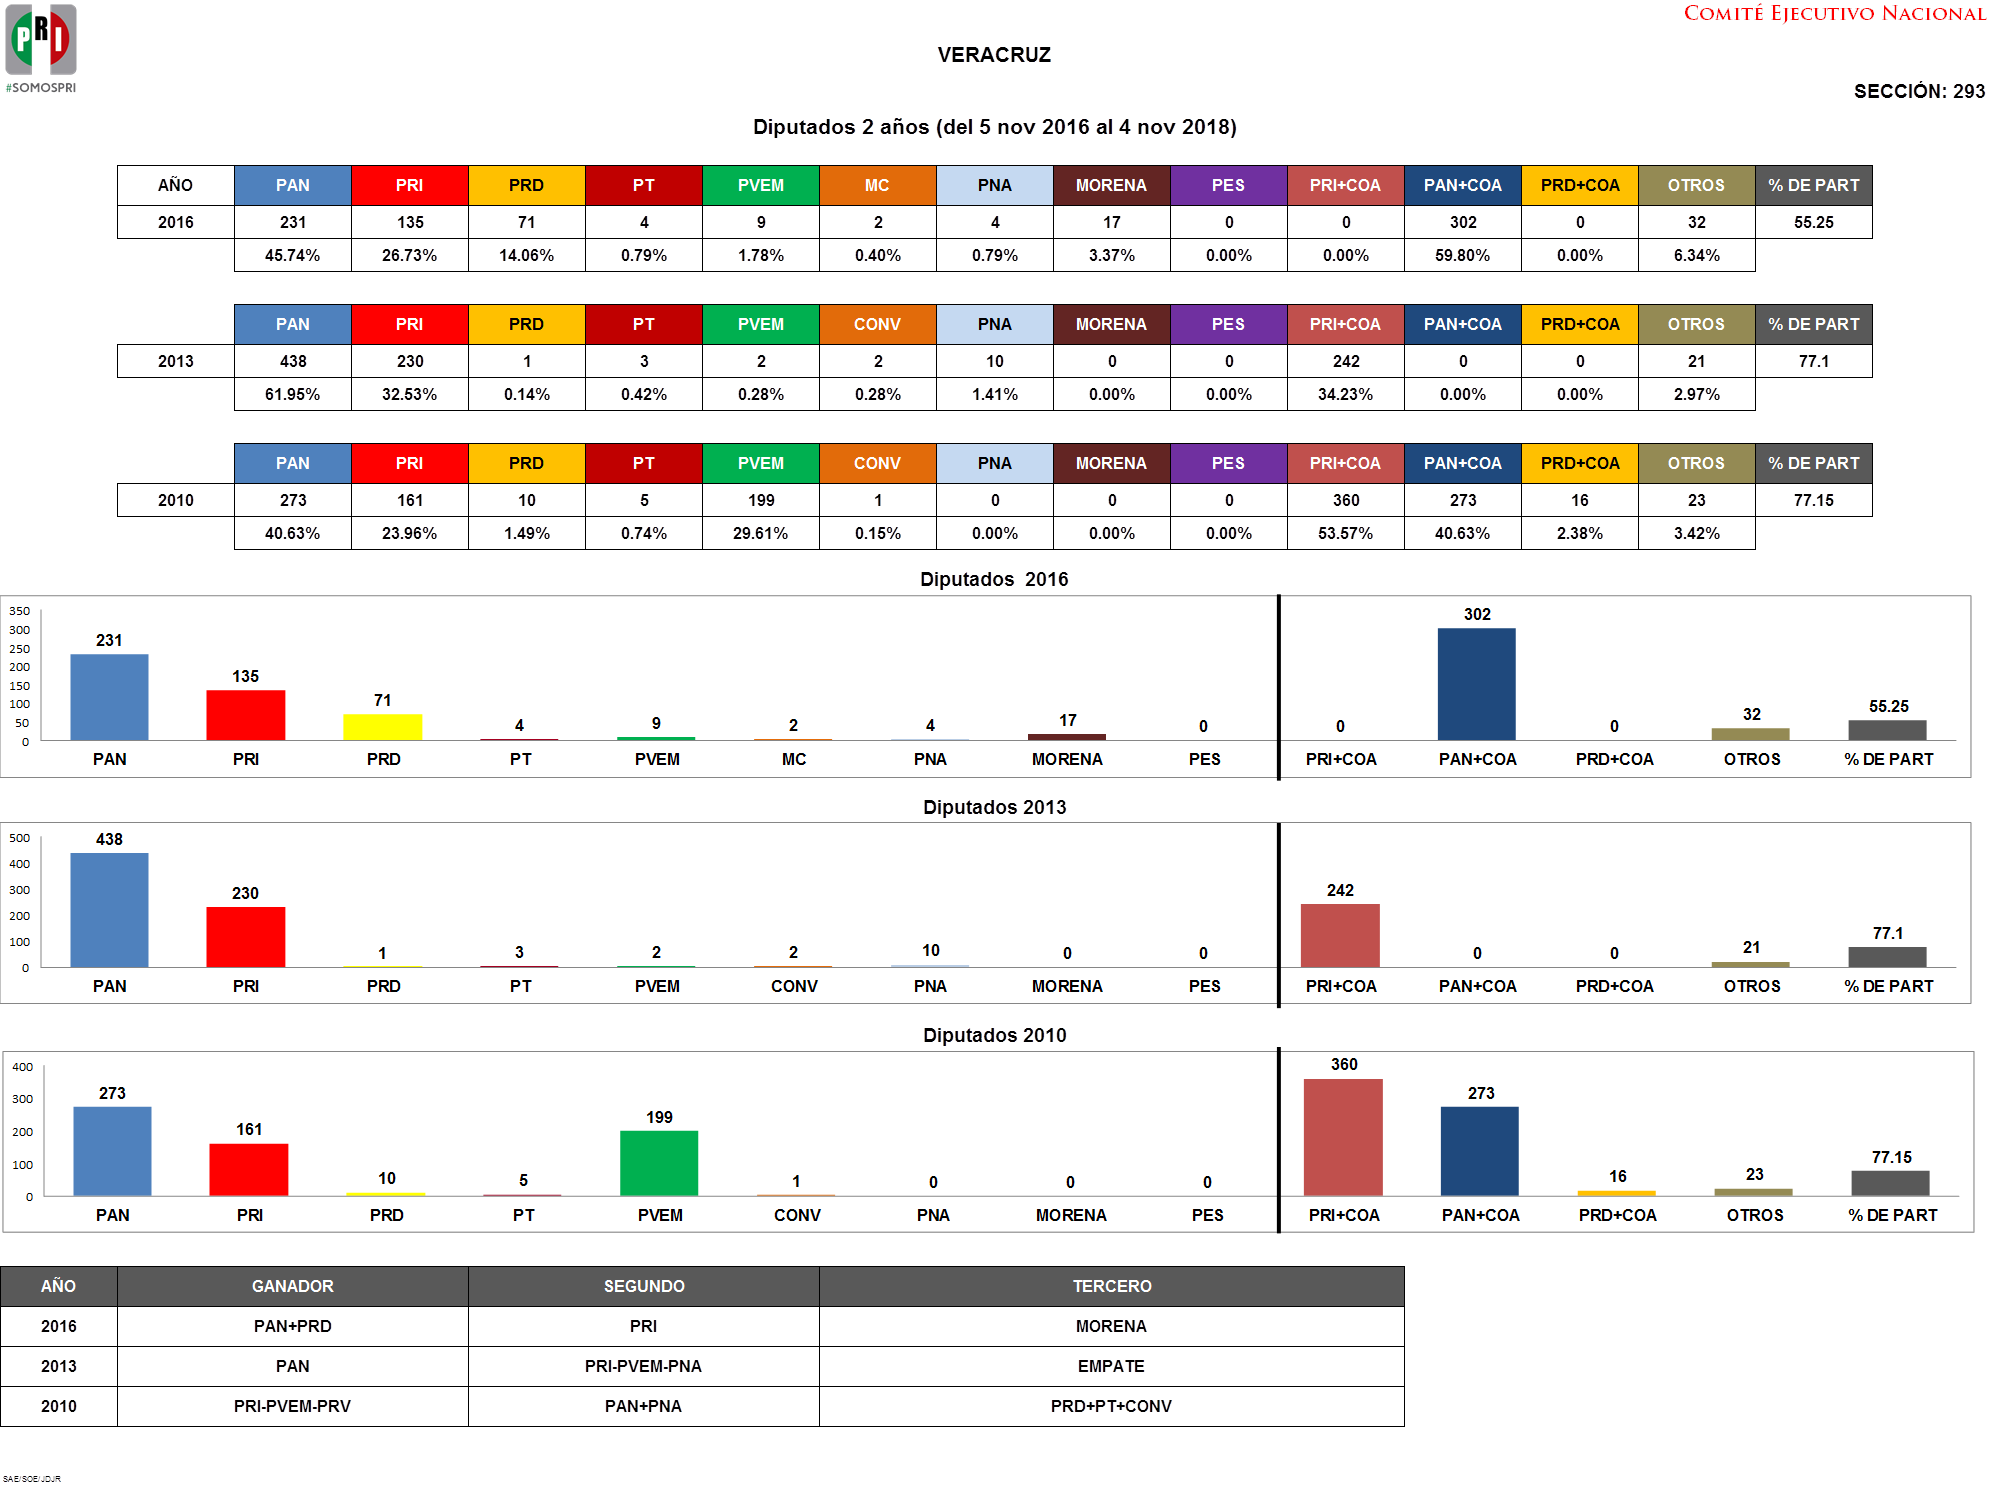 PRI
#SOMOSPRI
COMITÉ EJECUTIVO NACIONAL
VERACRUZ
SECCIÓN: 293
Diputados 2 años (del 5 nov 2016 al 4 nov 2018)
AÑO PAN PRI PRD PT PVEM MC PNA MORENA PES PRI+COA PAN+COA PRD+COA OTROS % DE PART
2016 231 135 71 4 9 2 4 17 0 0 302 0 32 55.25
45.74% 26.73% 14.06% 0.79% 1.78% 0.40% 0.79% 3.37% 0.00% 0.00% 59.80% 0.00% 6.34%
PAN PRI PRD PT PVEM CONV PNA MORENA PES PRI+COA PAN+COA PRD+COA OTROS % DE PART
2013 438 230 1 3 2 2 10 0 0 242 0 0 21 77.1
61.95% 32.53% 0.14% 0.42% 0.28% 0.28% 1.41% 0.00% 0.00% 34.23% 0.00% 0.00% 2.97%
PAN PRI PRD PT PVEM CONV PNA MORENA PES PRI+COA PAN+COA PRD+COA OTROS % DE PART
2010 273 161 10 5 199 1 0 0 0 360 273 16 23 77.15
40.63% 23.96% 1.49% 0.74% 29.61% 0.15% 0.00% 0.00% 0.00% 53.57% 40.63% 2.38% 3.42%
Diputados 2016
350
300
250
200
150
100
50
0
231 135 71 4 9 2 4 17 0 0 302 0 32 55.25
PAN PRI PRD PT PVEM MC PNA MORENA PES PRI+COA PAN+COA PRD+COA OTROS % DE PART
Diputados 2013
500
400
300
200
100
0
438 230 1 3 2 2 10 0 0 242 0 0 21 77.1
PAN PRI PRD PT PVEM CONV PNA MORENA PES PRI+COA PAN+COA PRD+COA OTROS % DE PART
Diputados 2010
400
300
200
100
0
273 161 10 5 199 1 0 0 0 360 273 16 23 77.15
PAN PRI PRD PT PVEM CONV PNA MORENA PES PRI+COA PAN+COA PRD+COA OTROS % DE PART
AÑO GANADOR SEGUNDO TERCERO
2016 PAN+PRD PRI MORENA
2013 PAN PRI-PVEM-PNA EMPATE
2010 PRI-PVEM-PRV PAN+PNA PRD+PT+CONV
SAE/SOE/JDJR